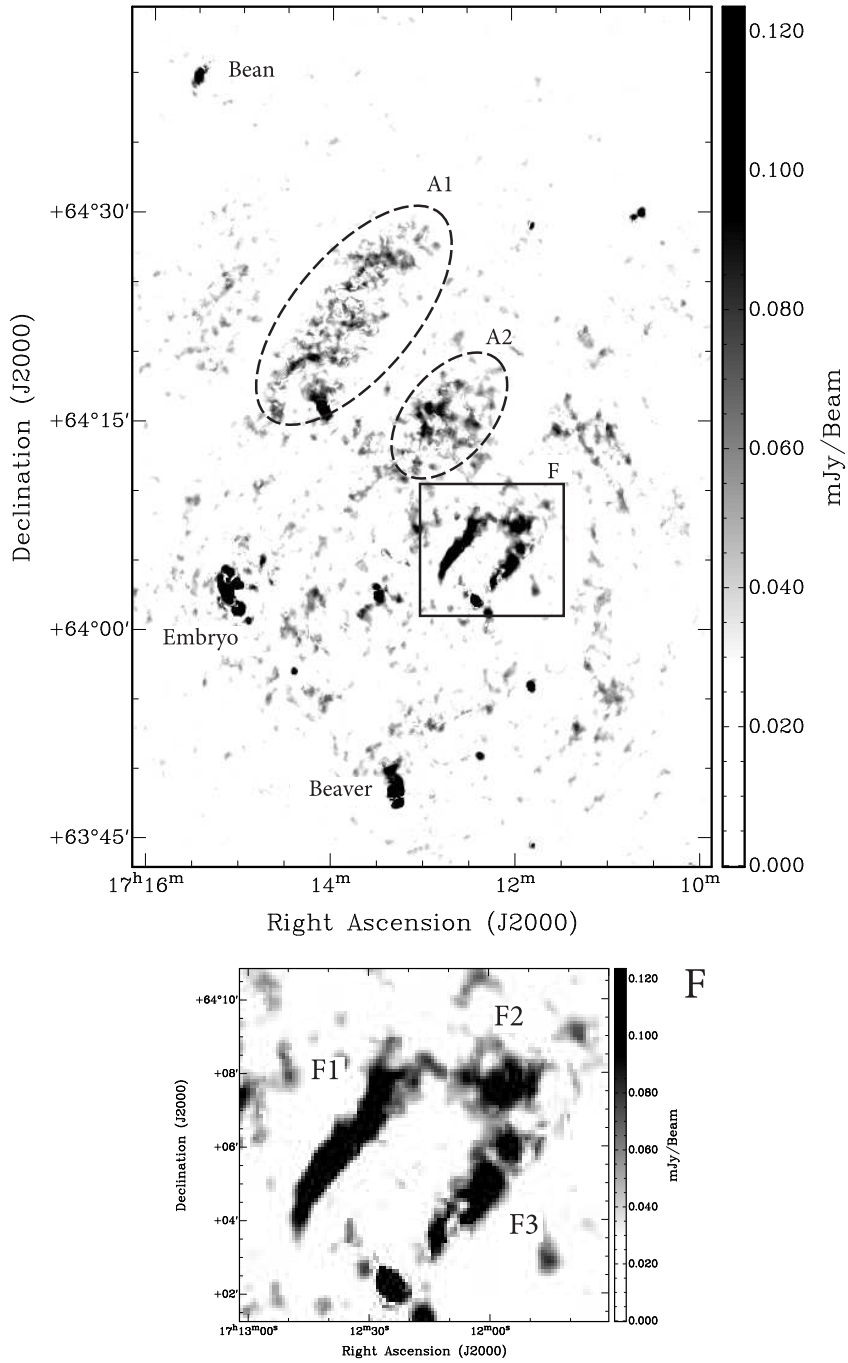 Bean
A1
A2
F
Embryo
Beaver
+64°30′
+64°15′
+64°00′
+63°45′
Declination (J2000)
17ʰ16ᵐ
14ᵐ
12ᵐ
10ᵐ
Right Ascension (J2000)
0.120
0.100
0.080
0.060
0.040
0.020
0.000
mJy/Beam
F
F1
F2
F3
+64°10′
+08′
+06′
+04′
+02′
Declination (J2000)
17ʰ13ᵐ00ˢ
12ᵐ30ˢ
12ᵐ00ˢ
Right Ascension (J2000)
0.120
0.100
0.080
0.060
0.040
0.020
0.000
mJy/Beam